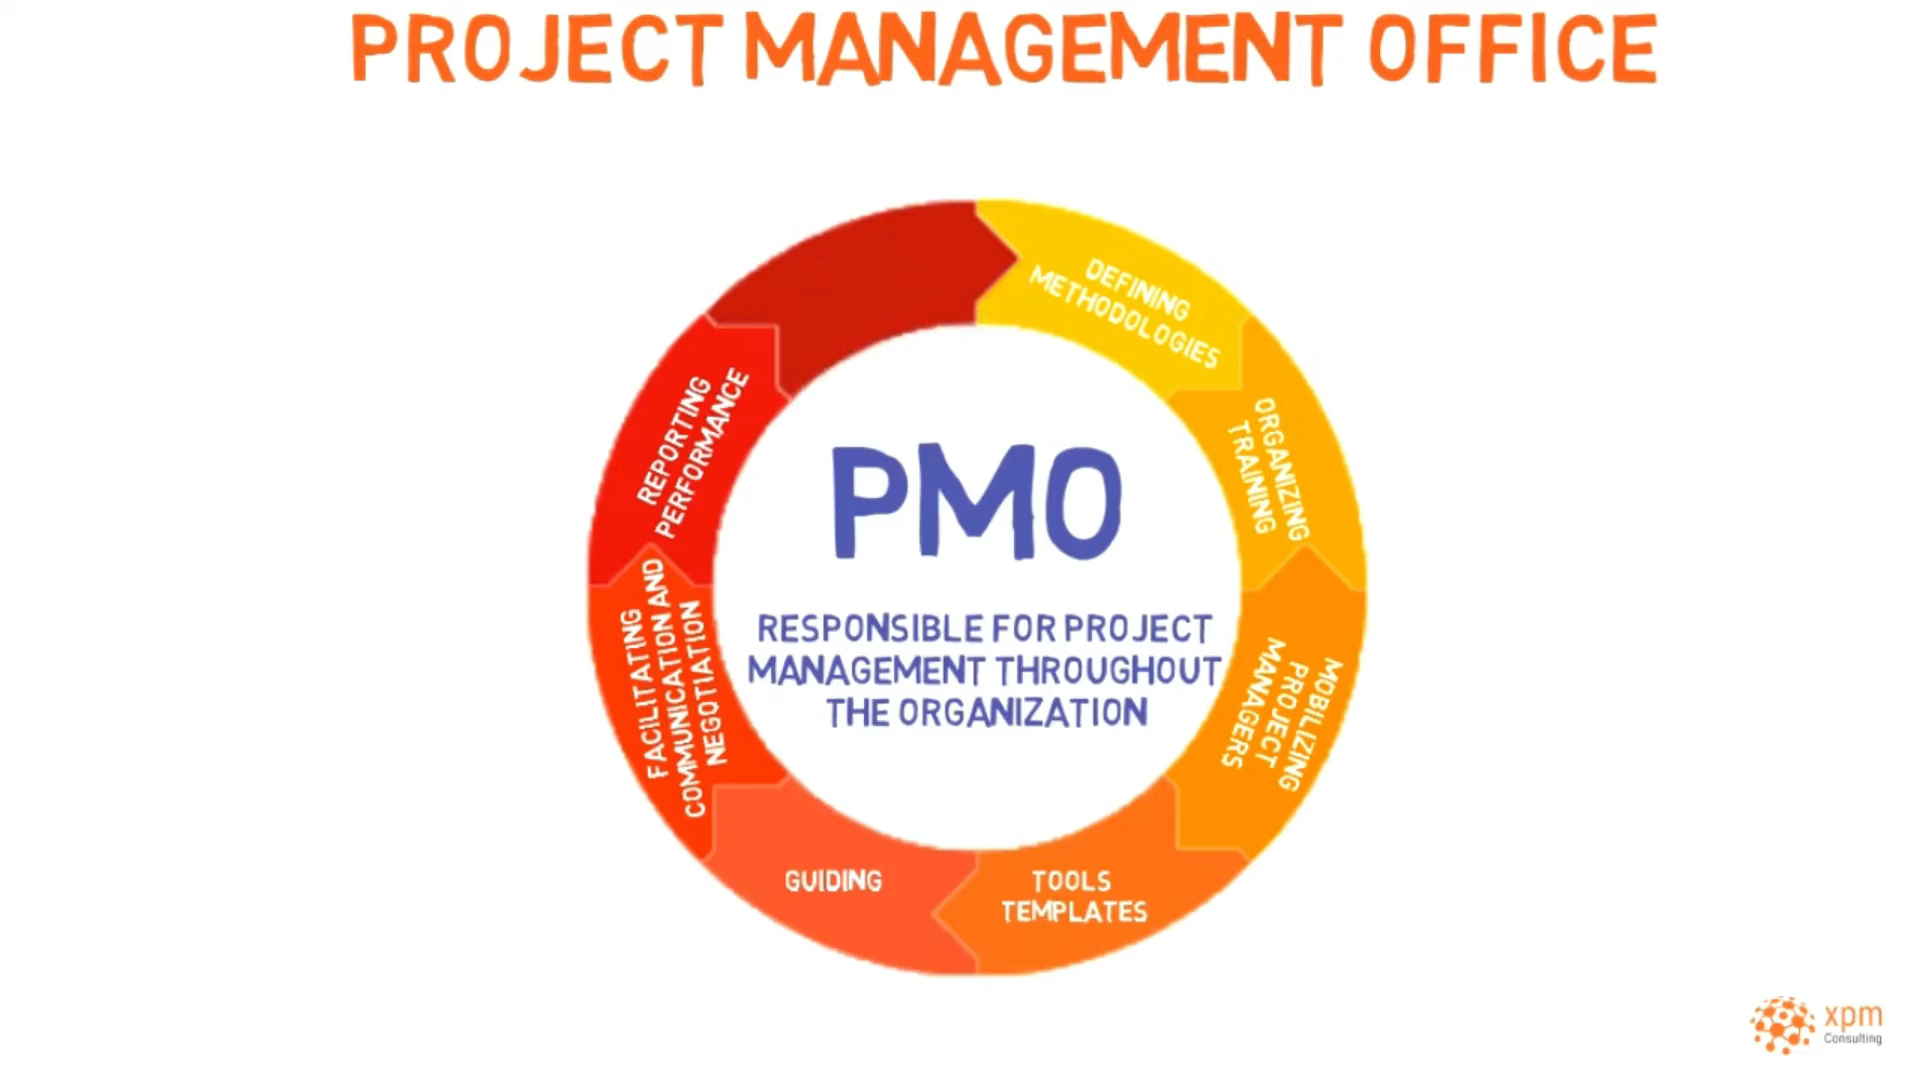 PROJECT MANAGEMENT OFFICE
DEFINING
METHODOLOGIES
ORGANIZING
TRAINING
MOBILIZING
PROJECT
MANAGERS
TOOLS
TEMPLATES
GUIDING
FACILITATING
COMMUNICATION AND
NEGOTIATION
REPORTING
PERFORMANCE
PMO
RESPONSIBLE FOR PROJECT
MANAGEMENT THROUGHOUT
THE ORGANIZATION
xpm
Consulting